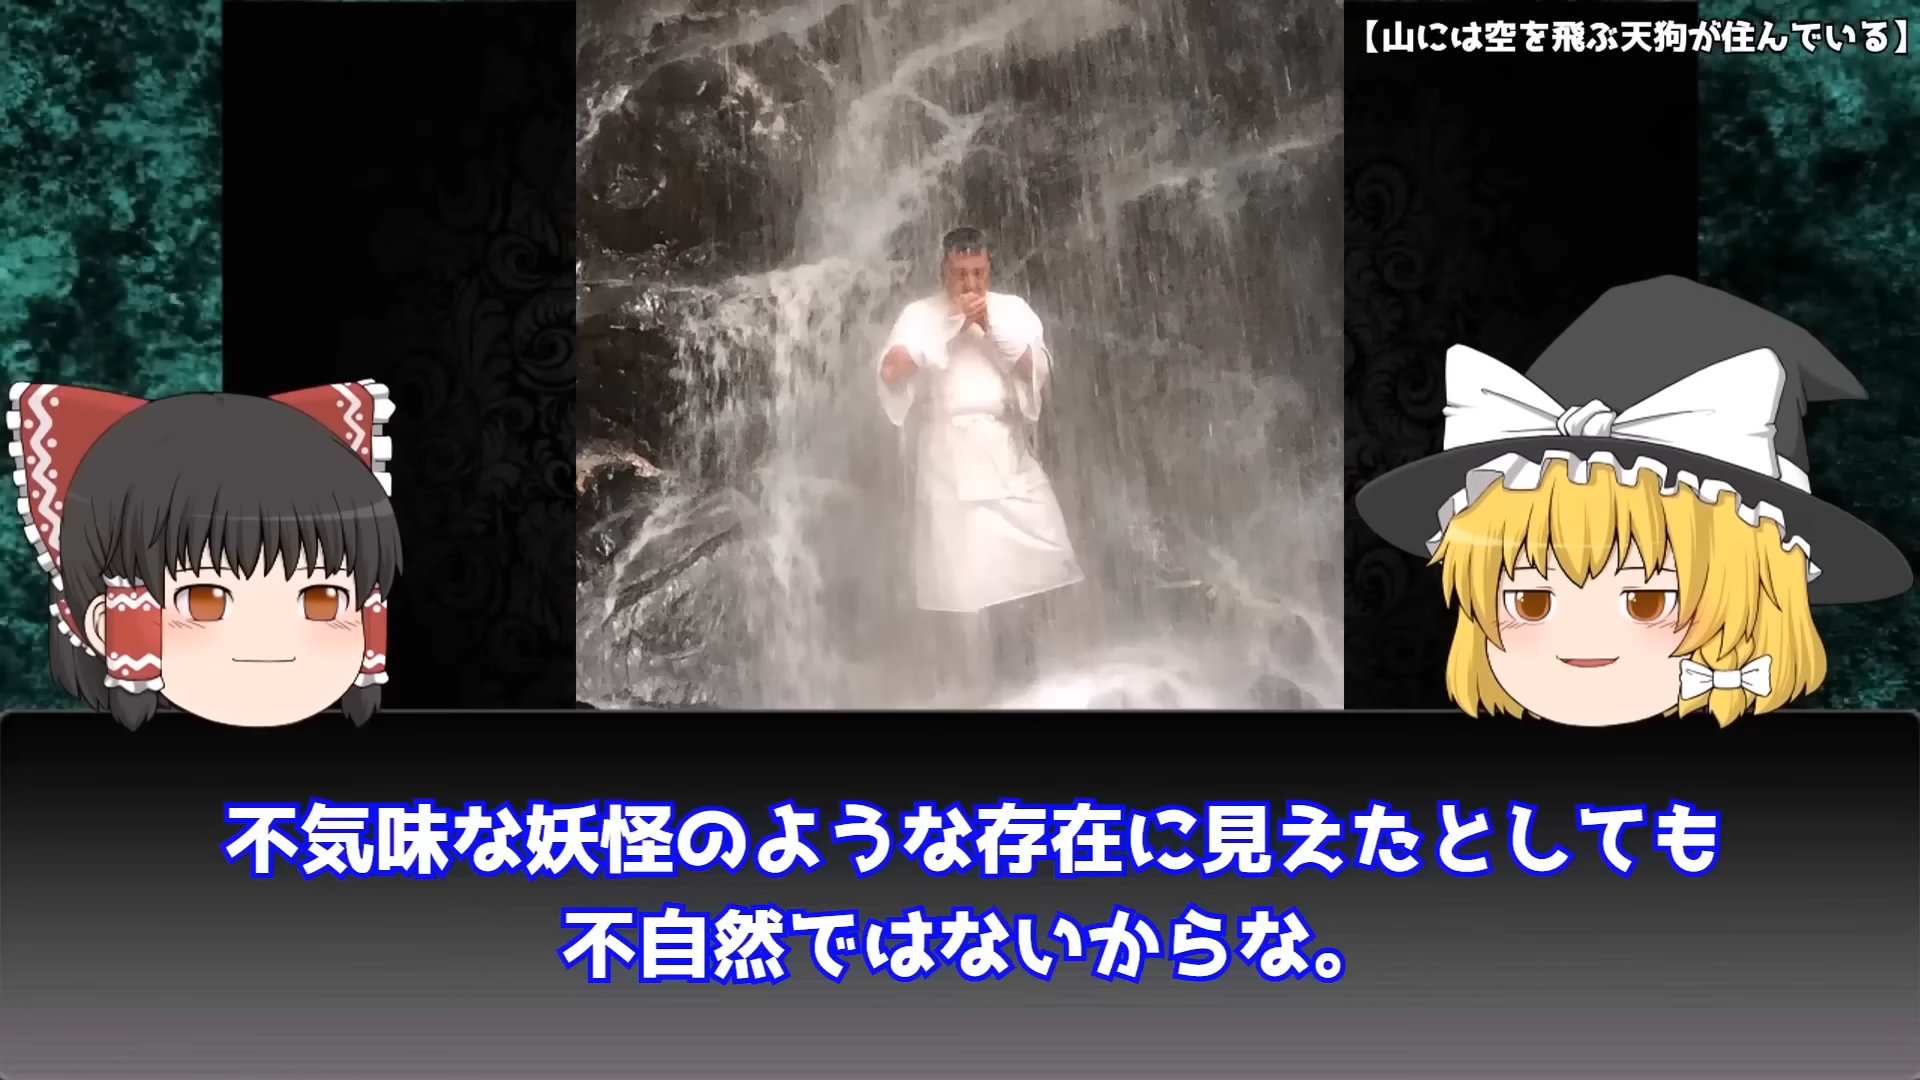 【山には空を飛ぶ天狗が住んでいる】
不気味な妖怪のような存在に見えたとしても
不自然ではないからな。